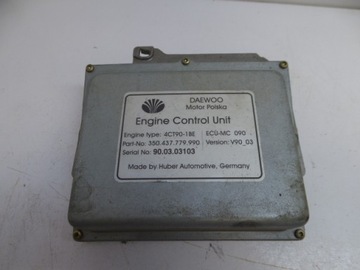 DAEWOO
Motor Polska
Engine Control Unit
Engine type: 4CT90-1BE ECU-MC 090
Part-No: 350.637.779.990 Version: V90_03
Serial No: 90.03.03103
Made by Huber Automotive, Germany